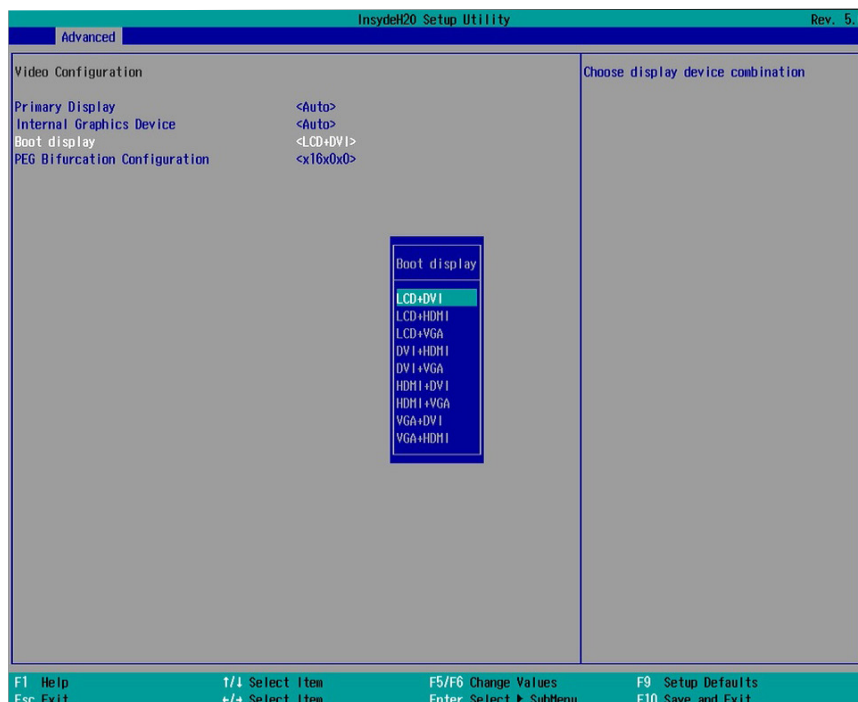 InsydeH20 Setup Utility Rev. 5.
Advanced
Video Configuration
Choose display device combination
Primary Display <Auto>
Internal Graphics Device <Auto>
Boot display <LCD+DVI>
PEG Bifurcation Configuration <x16x0x0>
Boot display
LCD+DVI
LCD+HDMI
LCD+VGA
DVI+HDMI
DVI+VGA
HDMI+DVI
HDMI+VGA
VGA+DVI
VGA+HDMI
F1 Help ↑/↓ Select Item F5/F6 Change Values F9 Setup Defaults
Esc Exit ←/→ Select Item Enter Select ▶ SubMenu F10 Save and Exit